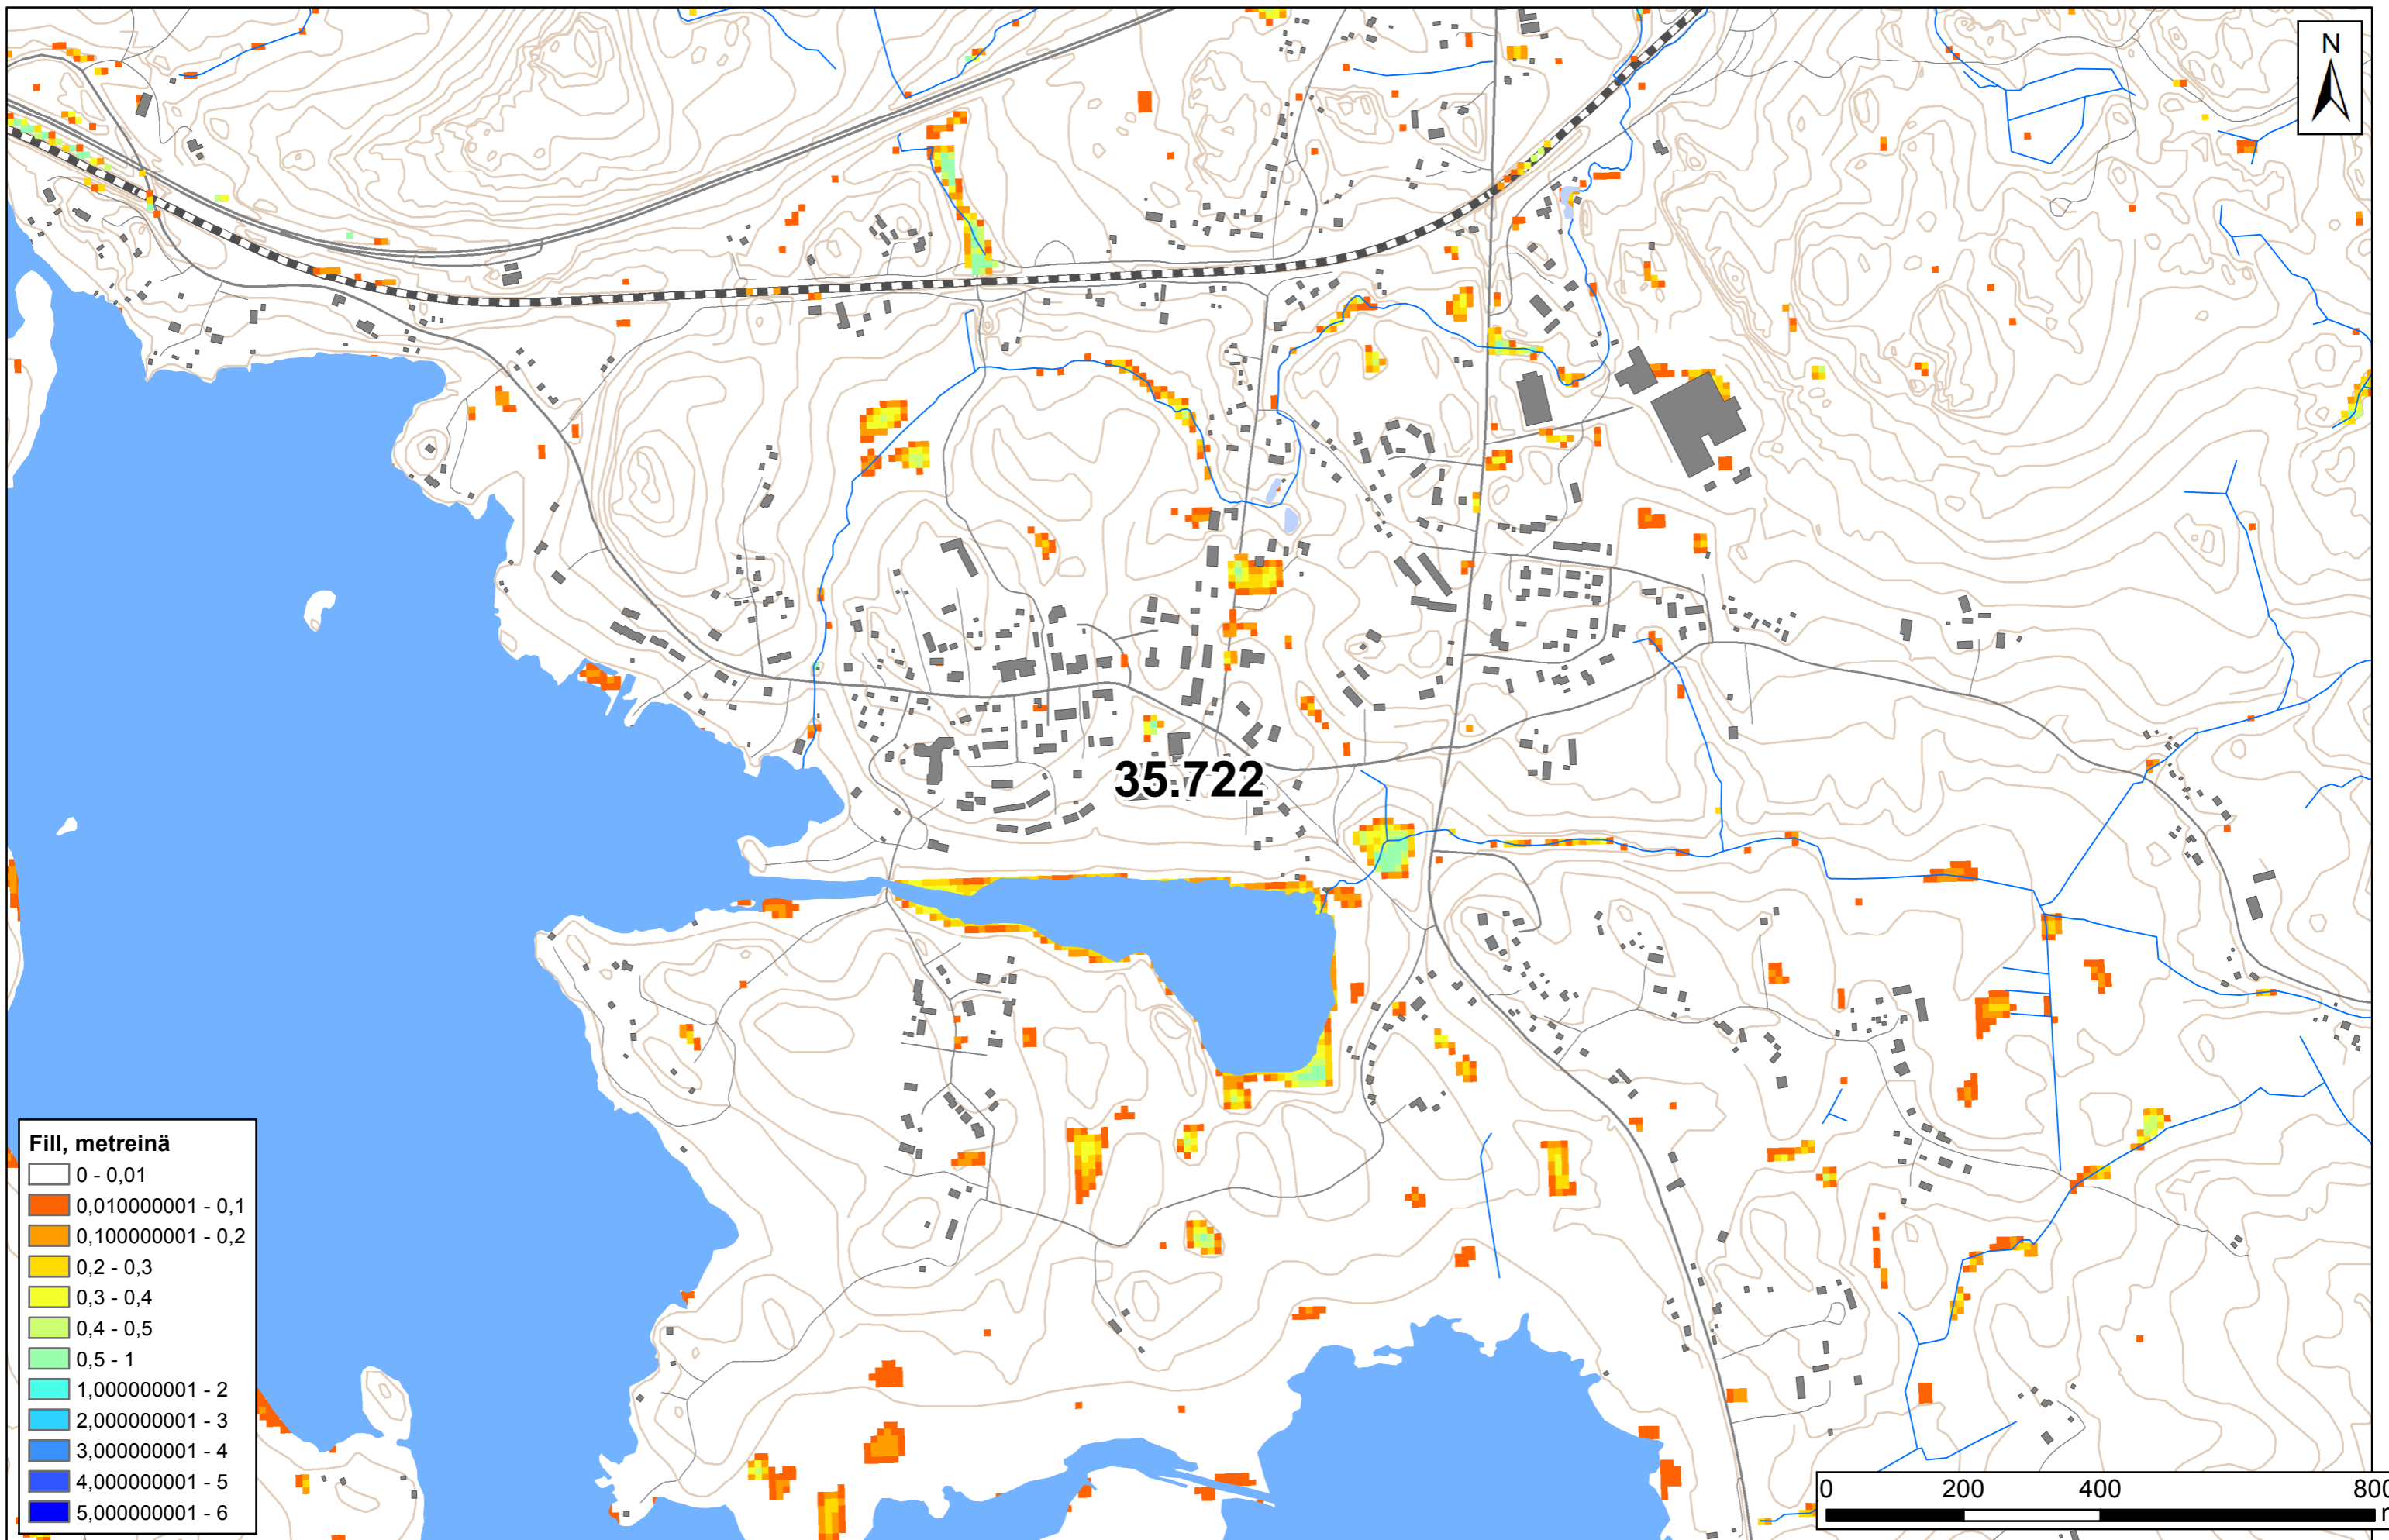 N
35.722
Fill, metreinä
0 - 0,01
0,010000001 - 0,1
0,100000001 - 0,2
0,2 - 0,3
0,3 - 0,4
0,4 - 0,5
0,5 - 1
1,000000001 - 2
2,000000001 - 3
3,000000001 - 4
4,000000001 - 5
5,000000001 - 6
0 200 400 800